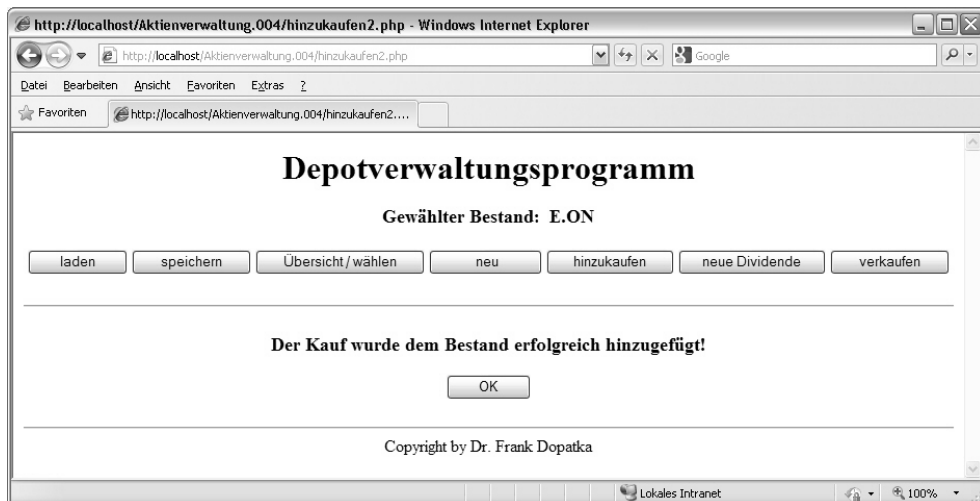 http://localhost/Aktienverwaltung.004/hinzukaufen2.php - Windows Internet Explorer
http://localhost/Aktienverwaltung.004/hinzukaufen2.php
Google
Datei Bearbeiten Ansicht Favoriten Extras ?
Favoriten
http://localhost/Aktienverwaltung.004/hinzukaufen2....
Depotverwaltungsprogramm
Gewählter Bestand: E.ON
laden speichern Übersicht / wählen neu hinzukaufen neue Dividende verkaufen
Der Kauf wurde dem Bestand erfolgreich hinzugefügt!
OK
Copyright by Dr. Frank Dopatka
Lokales Intranet
100%